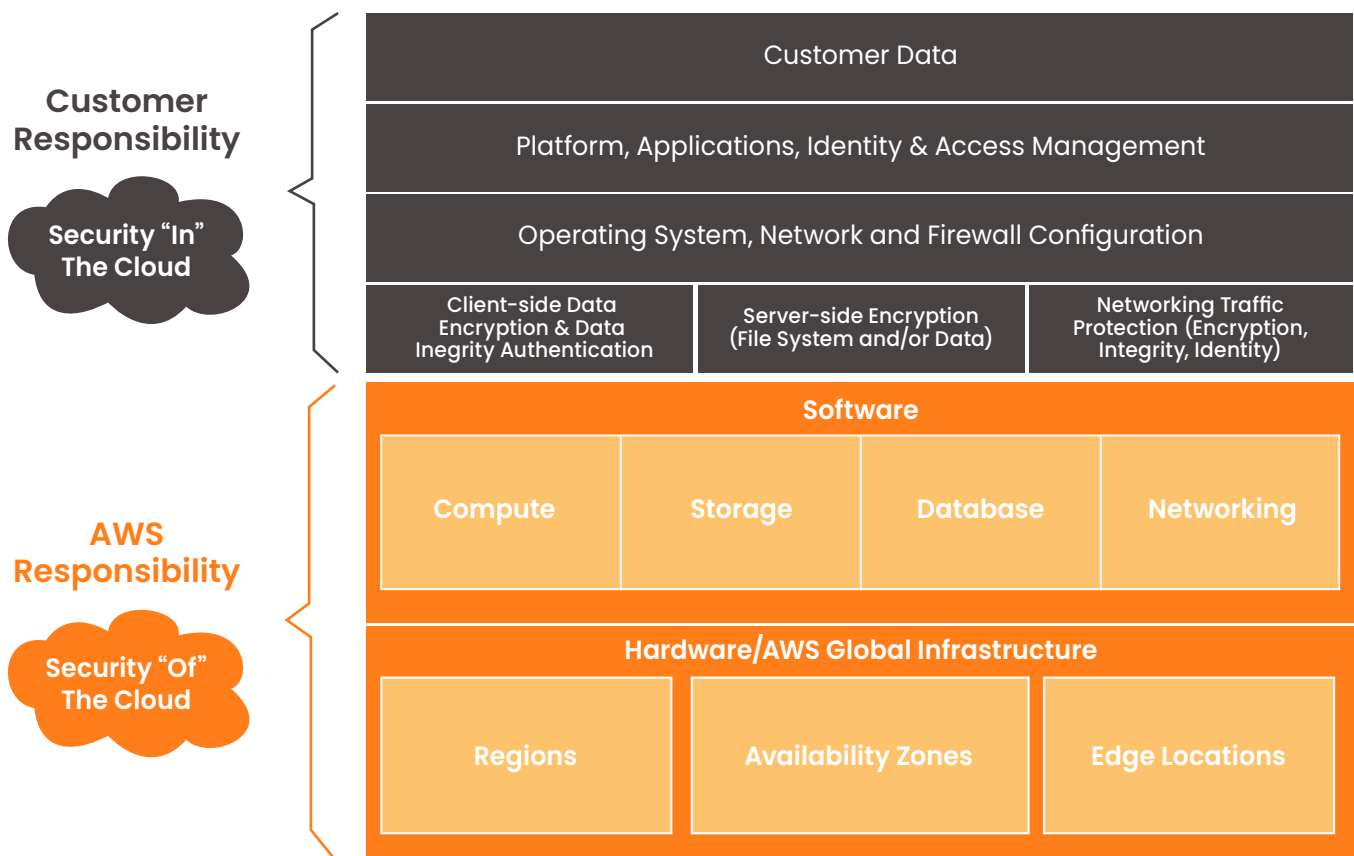 Customer
Responsibility
Security “In”
The Cloud
Customer Data
Platform, Applications, Identity & Access Management
Operating System, Network and Firewall Configuration
Client-side Data
Encryption & Data
Inegrity Authentication
Server-side Encryption
(File System and/or Data)
Networking Traffic
Protection (Encryption,
Integrity, Identity)
AWS
Responsibility
Security “Of”
The Cloud
Software
Compute
Storage
Database
Networking
Hardware/AWS Global Infrastructure
Regions
Availability Zones
Edge Locations